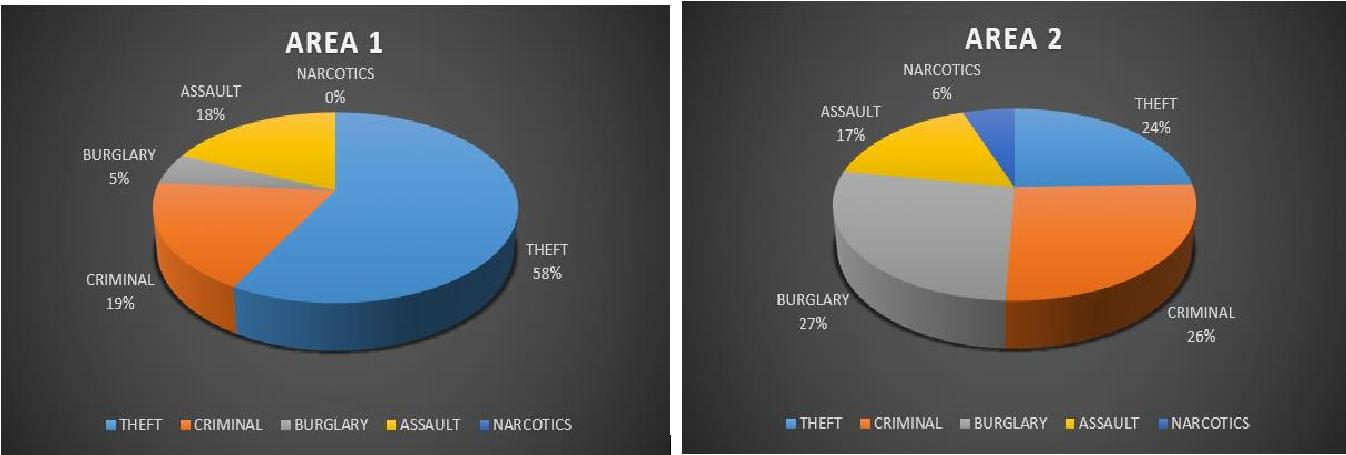 AREA 1
NARCOTICS
0%
ASSAULT
18%
BURGLARY
5%
THEFT
58%
CRIMINAL
19%
THEFT CRIMINAL BURGLARY ASSAULT NARCOTICS
AREA 2
NARCOTICS
6%
THEFT
24%
ASSAULT
17%
BURGLARY
27%
CRIMINAL
26%
THEFT CRIMINAL BURGLARY ASSAULT NARCOTICS